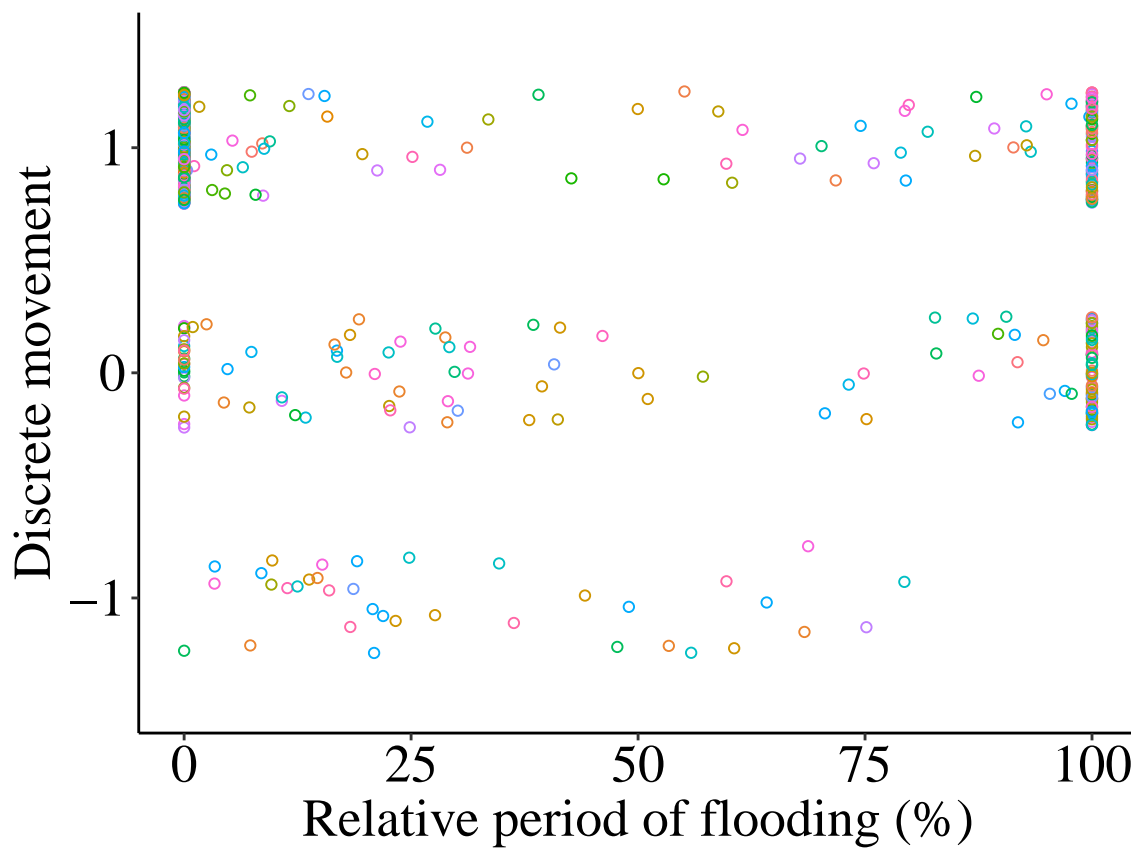 Discrete movement
1
0
−1
0 25 50 75 100
Relative period of flooding (%)